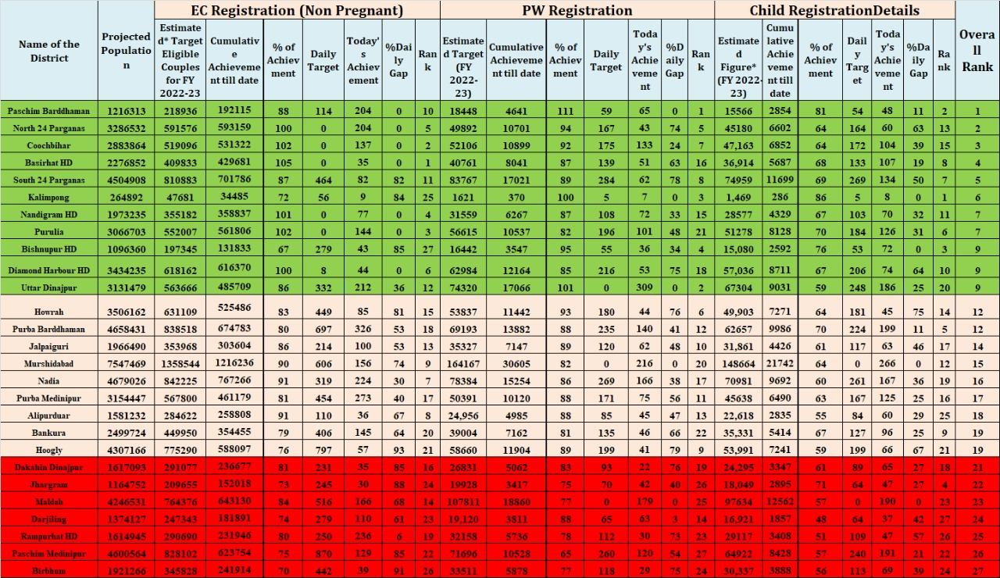 EC Registration (Non Pregnant) PW Registration Child RegistrationDetails
Name of the District Projected Population Estimated* Target Eligible Couples for FY 2022-23 Cumulative Achievement till date % of Achievment Daily Target Today's Achievement %Daily Gap Rank Estimated Target (FY 2022-23) Cumulative Achievement till date % of Achievment Daily Target Today's Achievement %Daily Gap Rank Estimated Figure* (FY 2022-23) Cumulative Achievement till date % of Achievment Daily Target Today's Achievement %Daily Gap Rank Overall Rank
Paschim Barddhaman 1216313 218936 192115 88 114 204 0 10 18448 4641 111 59 65 0 1 15566 2854 81 54 48 11 2 1
North 24 Parganas 3286532 591576 593159 100 0 204 0 5 49892 10701 94 167 43 74 5 45180 6602 64 164 60 63 13 2
Coochbihar 2883864 519096 531322 102 0 137 0 2 52106 10899 92 175 133 24 7 47,163 6852 64 172 104 39 15 3
Basirhat HD 2276852 409833 429681 105 0 35 0 1 40761 8041 87 139 51 63 16 36,914 5687 68 133 107 19 8 4
South 24 Parganas 4504908 810883 701786 87 464 82 82 11 83767 17021 89 284 62 78 8 74959 11699 69 269 134 50 7 5
Kalimpong 264892 47681 34485 72 56 9 84 25 1621 370 100 5 7 0 3 1,469 286 86 5 8 0 1 6
Nandigram HD 1973235 355182 358837 101 0 77 0 4 31559 6267 87 108 72 33 15 28577 4329 67 103 70 32 11 7
Purulia 3066703 552007 561806 102 0 144 0 3 56615 10537 82 196 101 48 21 51278 8128 70 184 126 31 6 7
Bishnupur HD 1096360 197345 131833 67 279 43 85 27 16442 3547 95 55 36 34 4 15,080 2592 76 53 72 0 3 9
Diamond Harbour HD 3434235 618162 616370 100 8 44 0 6 62984 12164 85 216 53 75 18 57,036 8711 67 206 74 64 10 9
Uttar Dinajpur 3131479 563666 485709 86 332 212 36 12 74320 17066 101 0 309 0 2 67304 9031 59 248 186 25 20 9
Howrah 3506162 631109 525486 83 449 85 81 15 53837 11442 93 180 44 76 6 49,903 7271 64 181 45 75 14 12
Purba Barddhaman 4658431 838518 674783 80 697 326 53 18 69193 13882 88 235 140 41 12 62657 9986 70 224 199 11 5 12
Jalpaiguri 1966490 353968 303604 86 214 100 53 13 35327 7147 89 120 62 48 10 31,861 4426 61 117 63 46 17 14
Murshidabad 7547469 1358544 1216236 90 606 156 74 9 164167 30605 82 0 216 0 20 148664 21742 64 0 266 0 12 15
Nadia 4679026 842225 767266 91 319 224 30 7 78384 15254 86 269 166 38 17 70981 9692 60 261 167 36 19 16
Purba Medinipur 3154447 567800 461179 81 454 273 40 17 50391 10120 88 171 75 56 11 45638 6490 63 167 125 25 16 17
Alipurduar 1581232 284622 258808 91 110 36 67 8 24,956 4985 88 85 45 47 13 22,618 2835 55 84 60 29 25 18
Bankura 2499724 449950 354455 79 406 145 64 20 39004 7162 81 135 46 66 22 35,331 5414 67 127 96 25 9 19
Hoogly 4307166 775290 588097 76 797 57 93 21 58660 11904 89 199 41 79 9 53,991 7241 59 199 66 67 21 19
Dakshin Dinajpur 1617093 291077 236677 81 231 35 85 16 26831 5062 83 93 22 76 19 24,295 3347 61 89 65 27 18 21
Jhargram 1164752 209655 152018 73 245 30 88 24 19928 3417 75 70 42 40 26 18,049 2895 71 64 47 27 4 22
Maldah 4246531 764376 643130 84 516 166 68 14 107811 18860 77 0 179 0 25 97634 12562 57 0 190 0 23 23
Darjiling 1374127 247343 181891 74 279 110 61 23 19,120 3811 88 65 63 3 14 16,921 1857 48 64 37 42 27 24
Rampurhat HD 1614945 290690 231946 80 250 236 6 19 32158 5736 78 112 30 73 23 29117 3408 51 109 47 57 26 25
Paschim Medinipur 4600564 828102 623754 75 870 129 85 22 71696 10528 65 260 120 54 27 64922 8428 57 240 191 21 22 26
Birbhum 1921266 345828 241914 70 442 39 91 26 33511 5878 77 118 29 75 24 30,337 3888 56 113 69 39 24 27